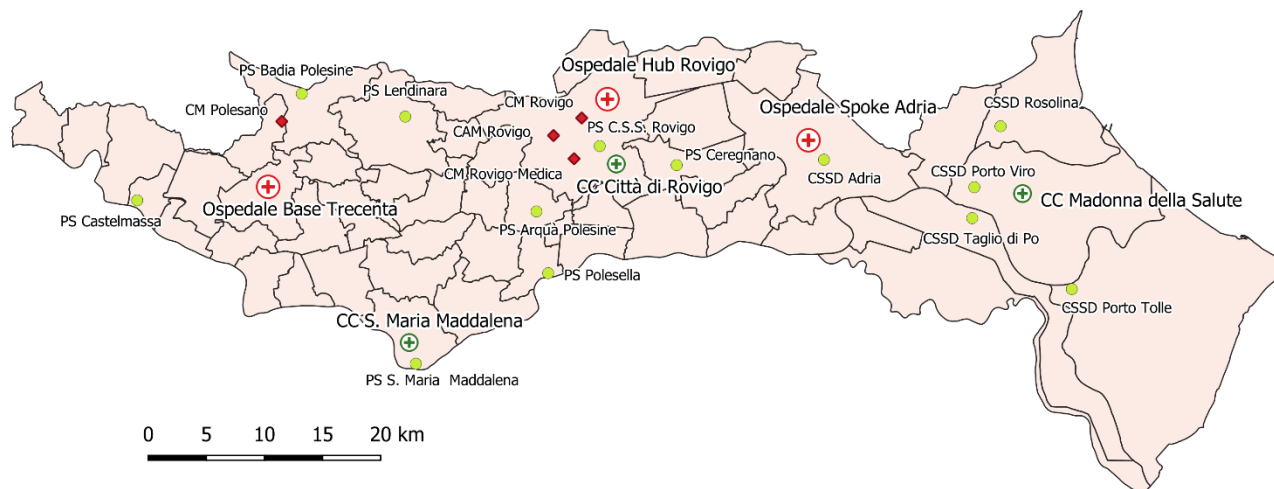 Ospedale Hub Rovigo
PS Badia Polesine
PS Lendinara
CM Polesano
CM Rovigo
CAM Rovigo
PS C.S.S. Rovigo
Ospedale Spoke Adria
CSSD Rosolina
PS Ceregnano
CM Rovigo Medica
CC Città di Rovigo
CSSD Adria
CSSD Porto Viro
CC Madonna della Salute
PS Castelmassa
Ospedale Base Trecenta
PS Arquà Polesine
CSSD Taglio di Po
PS Polesella
CSSD Porto Tolle
CC S. Maria Maddalena
PS S. Maria Maddalena
0 5 10 15 20 km